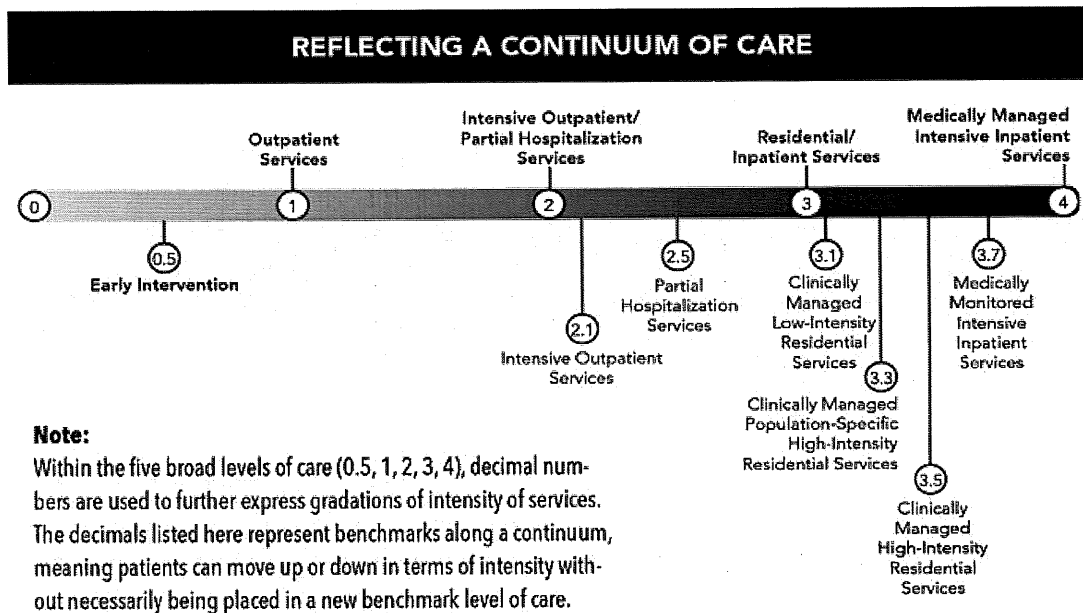 REFLECTING A CONTINUUM OF CARE
Outpatient
Services
Intensive Outpatient/
Partial Hospitalization
Services
Residential/
Inpatient Services
Medically Managed
Intensive Inpatient
Services
0
1
2
3
4
0.5
Early Intervention
2.1
Intensive Outpatient
Services
2.5
Partial
Hospitalization
Services
3.1
Clinically
Managed
Low-Intensity
Residential
Services
3.3
Clinically Managed
Population-Specific
High-Intensity
Residential Services
3.5
Clinically
Managed
High-Intensity
Residential
Services
3.7
Medically
Monitored
Intensive
Inpatient
Services
Note:
Within the five broad levels of care (0.5, 1, 2, 3, 4), decimal num-
bers are used to further express gradations of intensity of services.
The decimals listed here represent benchmarks along a continuum,
meaning patients can move up or down in terms of intensity with-
out necessarily being placed in a new benchmark level of care.